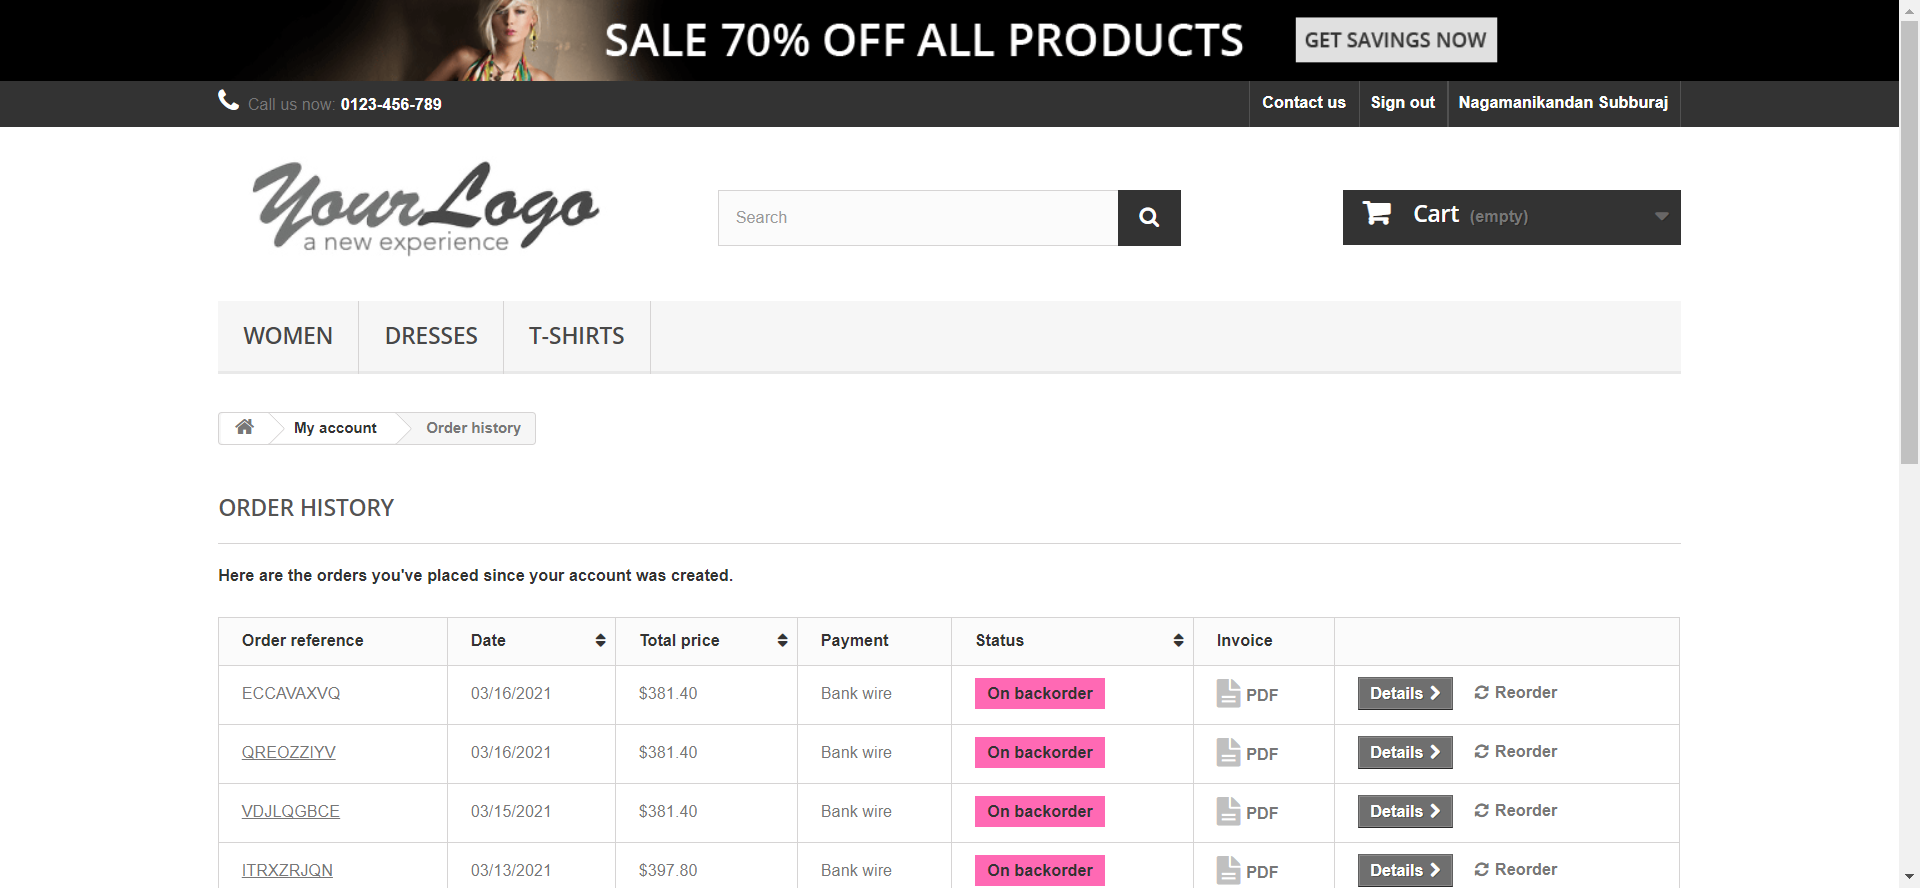 SALE 70% OFF ALL PRODUCTS GET SAVINGS NOW
Call us now: 0123-456-789 Contact us Sign out Nagamanikandan Subburaj
YourLogo
a new experience
Search Cart (empty)
WOMEN DRESSES T-SHIRTS
My account Order history
ORDER HISTORY
Here are the orders you've placed since your account was created.
Order reference Date Total price Payment Status Invoice
ECCAVAXVQ 03/16/2021 $381.40 Bank wire On backorder PDF Details Reorder
QREOZZIYV 03/16/2021 $381.40 Bank wire On backorder PDF Details Reorder
VDJLQGBCE 03/15/2021 $381.40 Bank wire On backorder PDF Details Reorder
ITRXZRJQN 03/13/2021 $397.80 Bank wire On backorder PDF Details Reorder